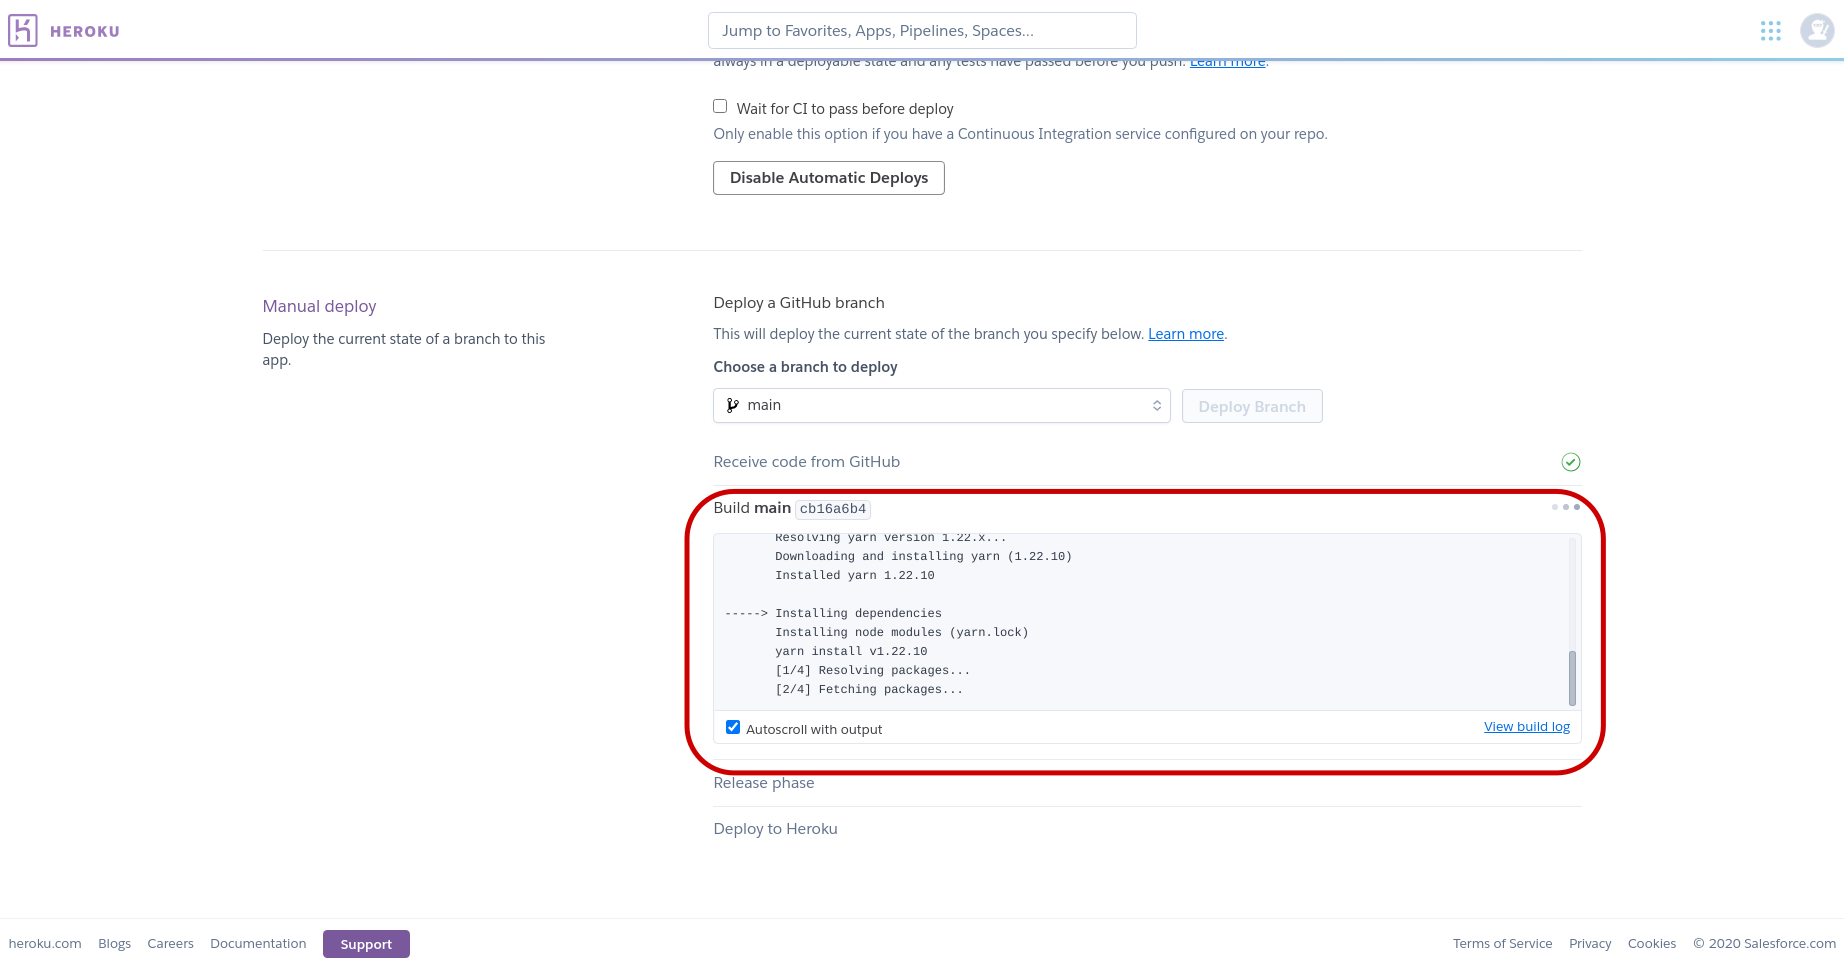 HEROKU
Jump to Favorites, Apps, Pipelines, Spaces...
always in a deployable state and any tests have passed before you push. Learn more.
Wait for CI to pass before deploy
Only enable this option if you have a Continuous Integration service configured on your repo.
Disable Automatic Deploys
Manual deploy
Deploy the current state of a branch to this
app.
Deploy a GitHub branch
This will deploy the current state of the branch you specify below. Learn more.
Choose a branch to deploy
main
Deploy Branch
Receive code from GitHub
Build main cb16a6b4
Resolving yarn version 1.22.x...
Downloading and installing yarn (1.22.10)
Installed yarn 1.22.10
-----> Installing dependencies
Installing node modules (yarn.lock)
yarn install v1.22.10
[1/4] Resolving packages...
[2/4] Fetching packages...
Autoscroll with output
View build log
Release phase
Deploy to Heroku
heroku.com Blogs Careers Documentation Support Terms of Service Privacy Cookies © 2020 Salesforce.com